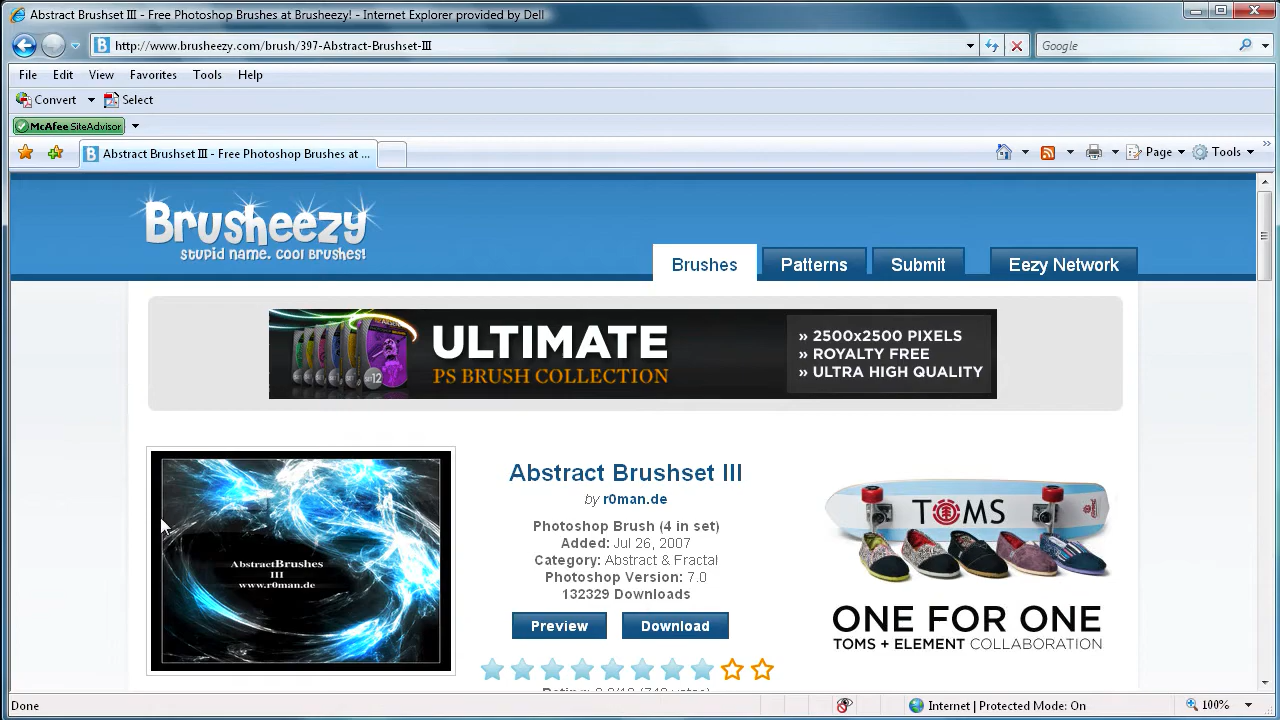 Abstract Brushset III - Free Photoshop Brushes at Brusheezy! - Internet Explorer provided by Dell
http://www.brusheezy.com/brush/397-Abstract-Brushset-III
Google
File Edit View Favorites Tools Help
Convert Select
McAfee SiteAdvisor
Abstract Brushset III - Free Photoshop Brushes at ...
Page Tools
Brusheezy
stupid name. cool brushes!
Brushes Patterns Submit Eezy Network
ULTIMATE
PS BRUSH COLLECTION
SET 12
» 2500x2500 PIXELS
» ROYALTY FREE
» ULTRA HIGH QUALITY
AbstractBrushes
III
www.r0man.de
Abstract Brushset III
by r0man.de
Photoshop Brush (4 in set)
Added: Jul 26, 2007
Category: Abstract & Fractal
Photoshop Version: 7.0
132329 Downloads
Preview Download
TOMS
ONE FOR ONE
TOMS + ELEMENT COLLABORATION
Done
Internet | Protected Mode: On
100%